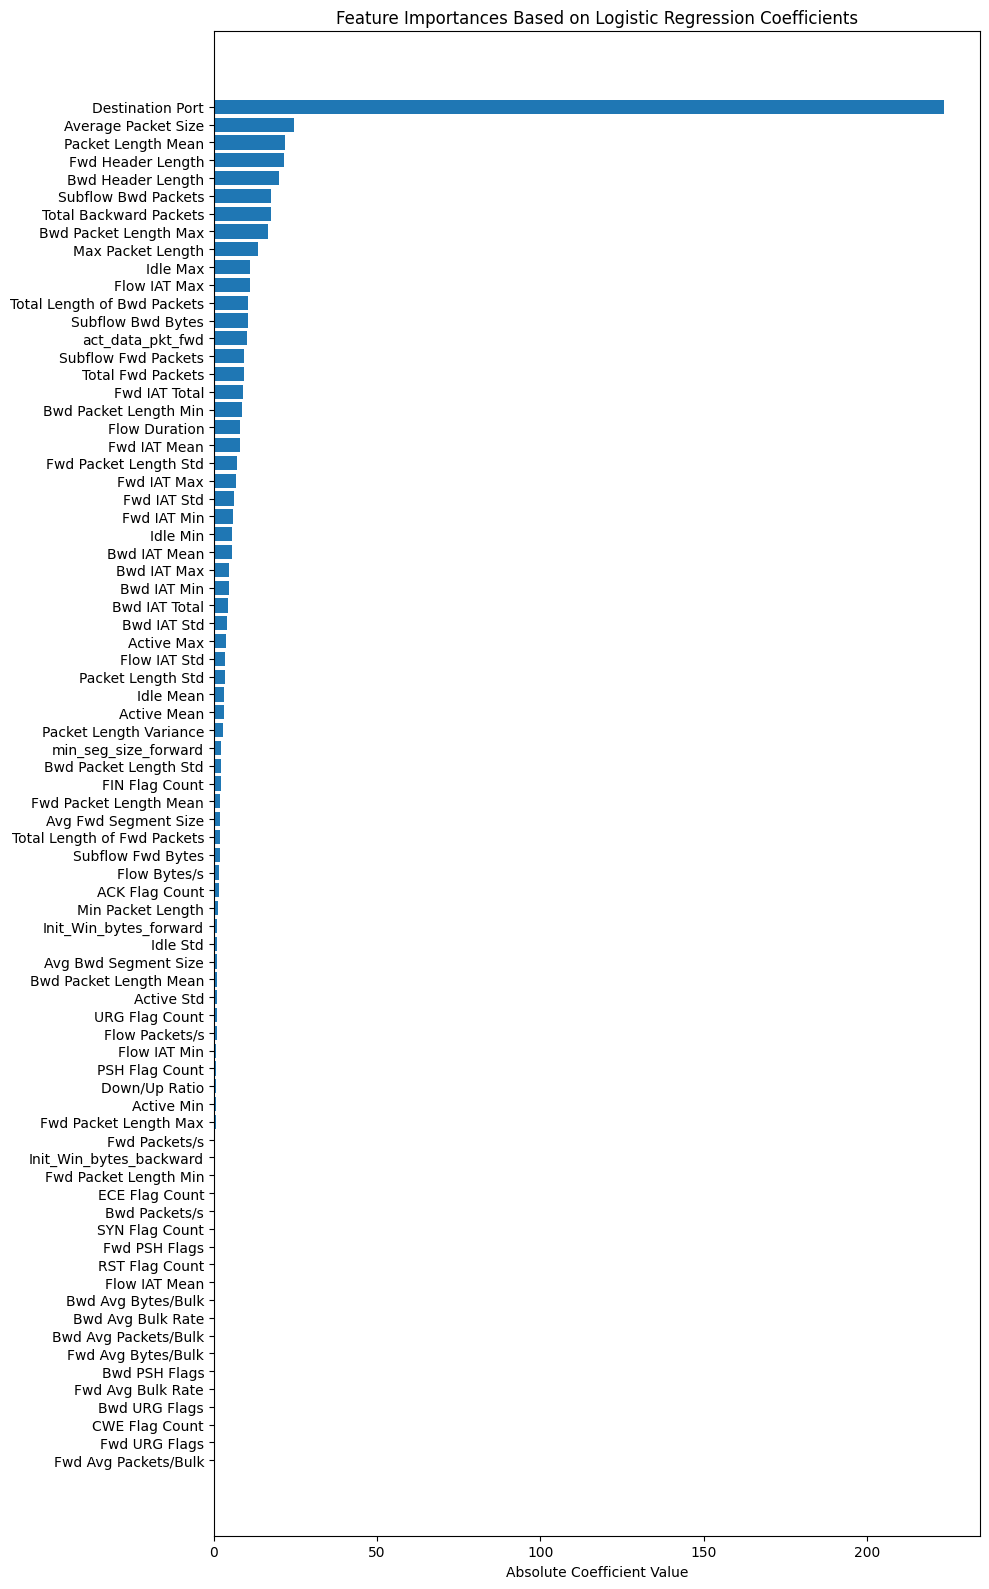 Feature Importances Based on Logistic Regression Coefficients
Destination Port
Average Packet Size
Packet Length Mean
Fwd Header Length
Bwd Header Length
Subflow Bwd Packets
Total Backward Packets
Bwd Packet Length Max
Max Packet Length
Idle Max
Flow IAT Max
Total Length of Bwd Packets
Subflow Bwd Bytes
act_data_pkt_fwd
Subflow Fwd Packets
Total Fwd Packets
Fwd IAT Total
Bwd Packet Length Min
Flow Duration
Fwd IAT Mean
Fwd Packet Length Std
Fwd IAT Max
Fwd IAT Std
Fwd IAT Min
Idle Min
Bwd IAT Mean
Bwd IAT Max
Bwd IAT Min
Bwd IAT Total
Bwd IAT Std
Active Max
Flow IAT Std
Packet Length Std
Idle Mean
Active Mean
Packet Length Variance
min_seg_size_forward
Bwd Packet Length Std
FIN Flag Count
Fwd Packet Length Mean
Avg Fwd Segment Size
Total Length of Fwd Packets
Subflow Fwd Bytes
Flow Bytes/s
ACK Flag Count
Min Packet Length
Init_Win_bytes_forward
Idle Std
Avg Bwd Segment Size
Bwd Packet Length Mean
Active Std
URG Flag Count
Flow Packets/s
Flow IAT Min
PSH Flag Count
Down/Up Ratio
Active Min
Fwd Packet Length Max
Fwd Packets/s
Init_Win_bytes_backward
Fwd Packet Length Min
ECE Flag Count
Bwd Packets/s
SYN Flag Count
Fwd PSH Flags
RST Flag Count
Flow IAT Mean
Bwd Avg Bytes/Bulk
Bwd Avg Bulk Rate
Bwd Avg Packets/Bulk
Fwd Avg Bytes/Bulk
Bwd PSH Flags
Fwd Avg Bulk Rate
Bwd URG Flags
CWE Flag Count
Fwd URG Flags
Fwd Avg Packets/Bulk
0 50 100 150 200
Absolute Coefficient Value